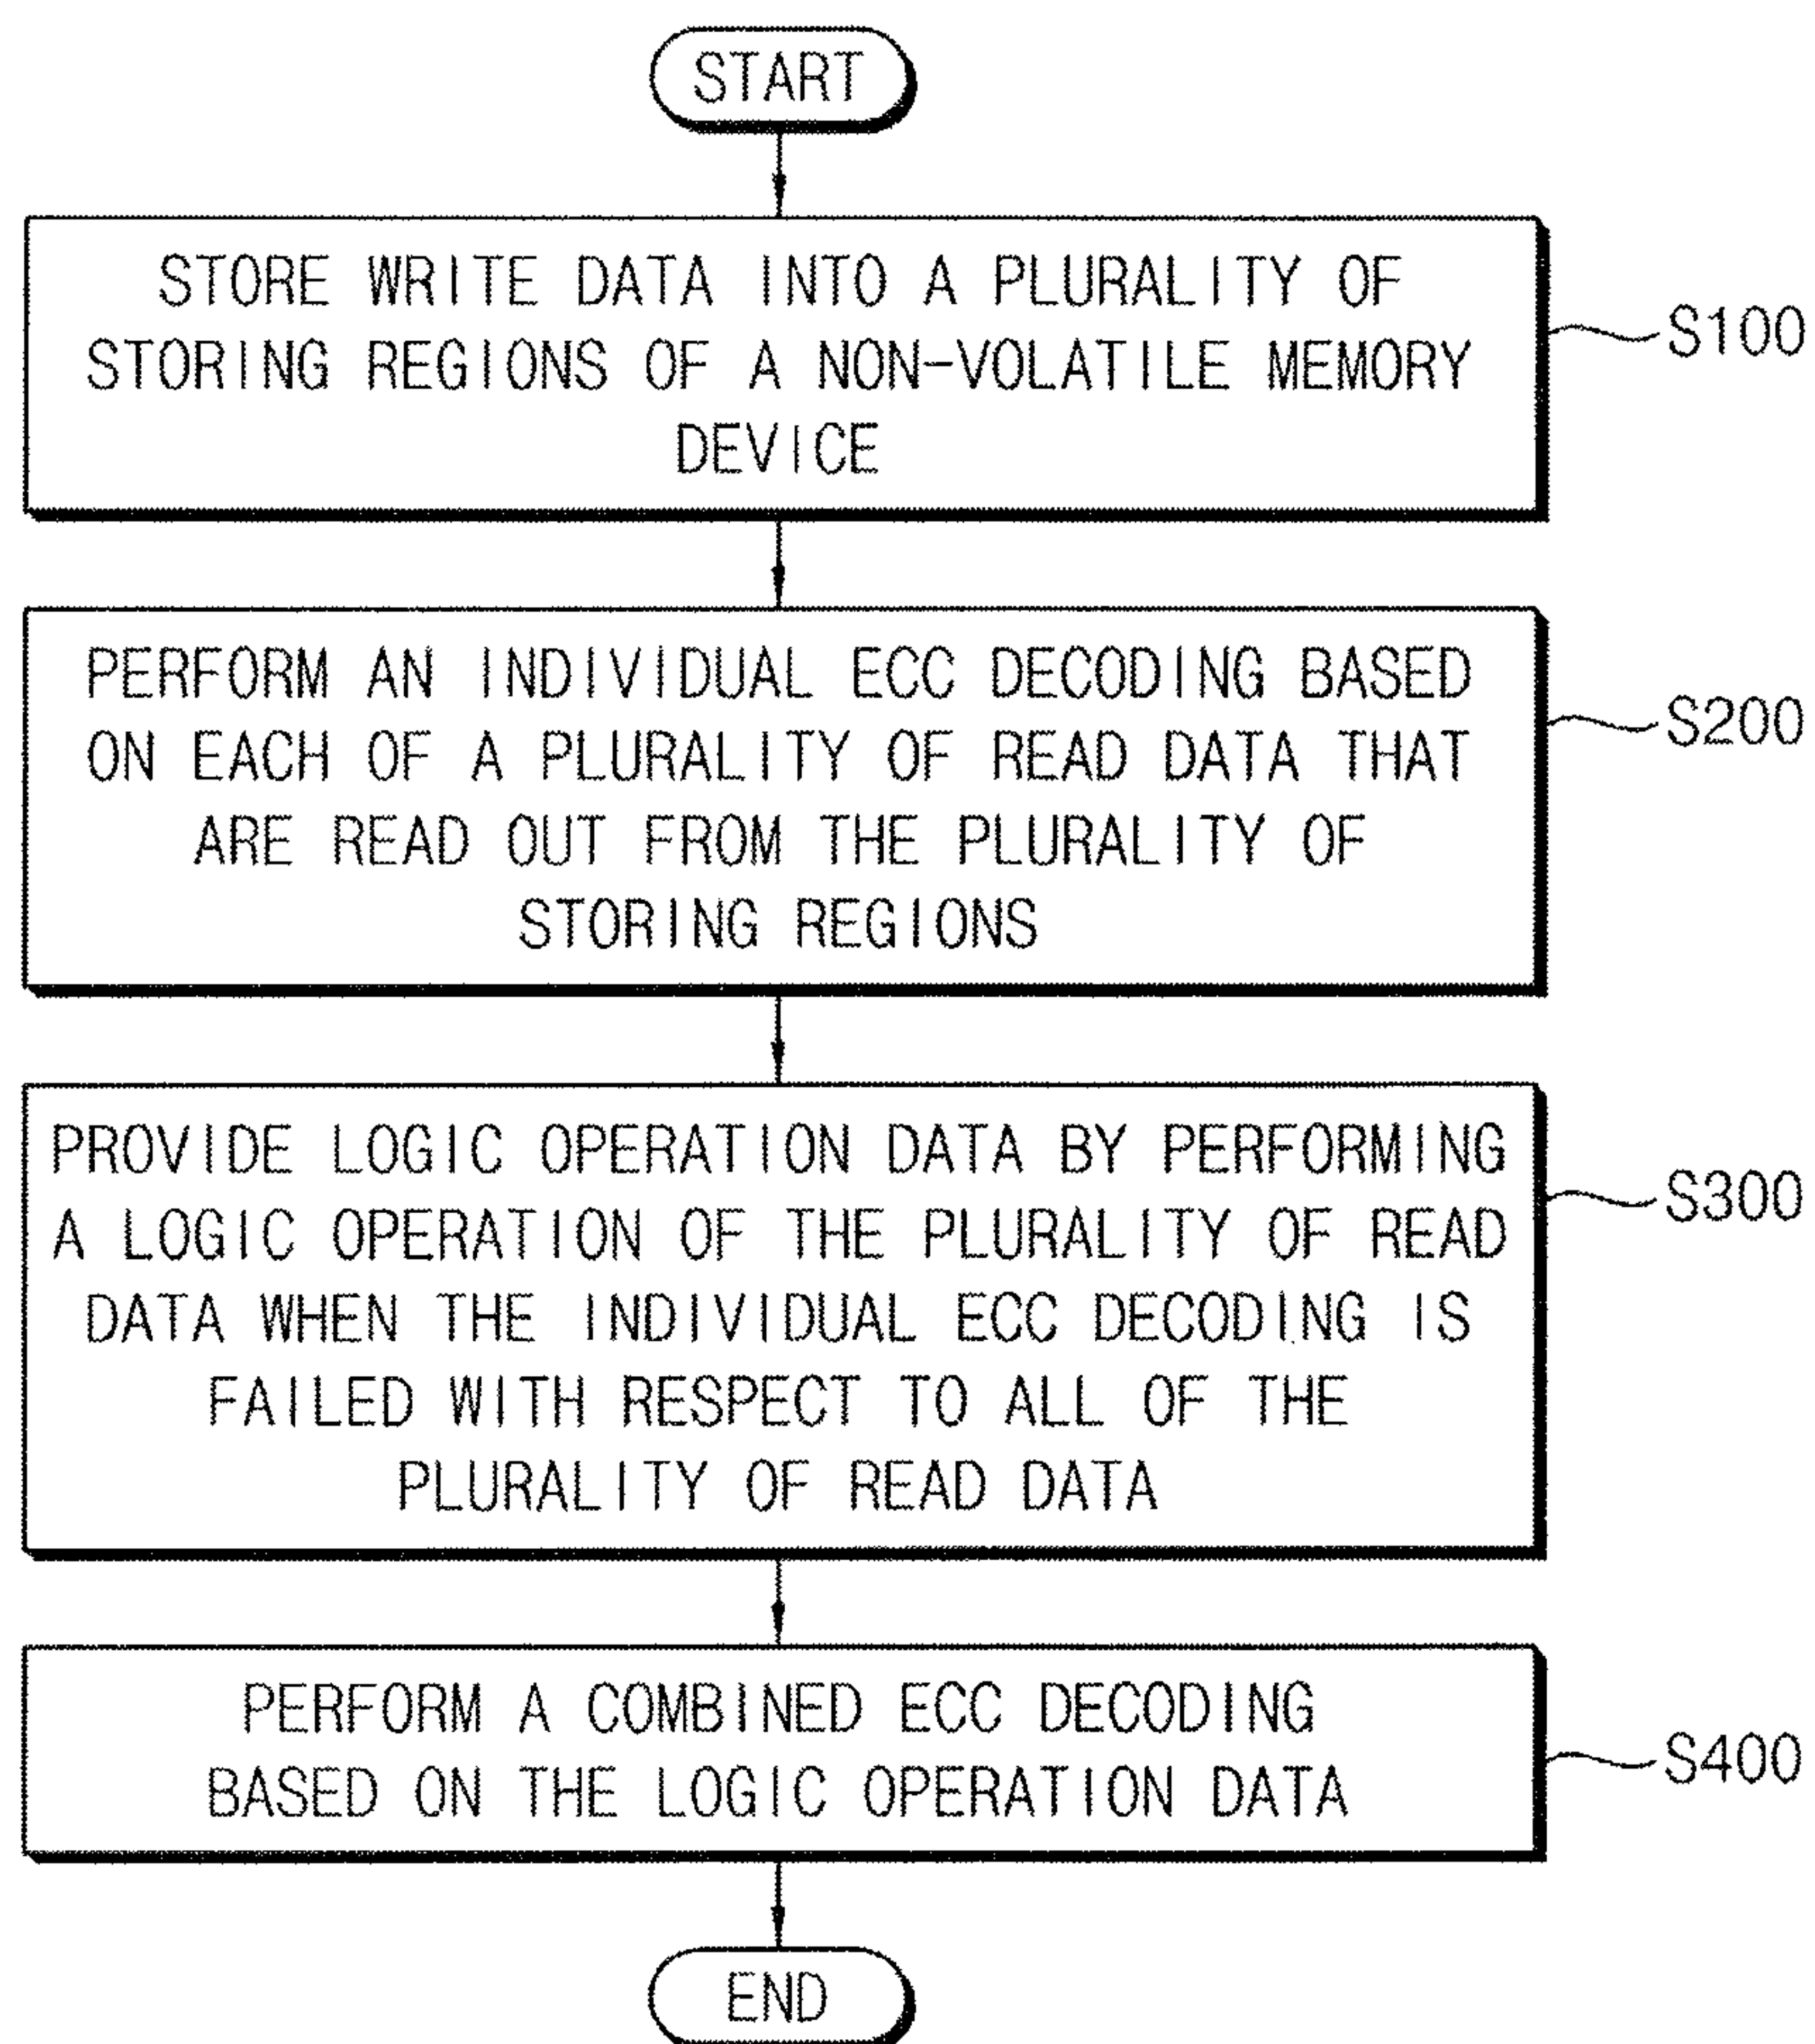 START
STORE WRITE DATA INTO A PLURALITY OF
STORING REGIONS OF A NON-VOLATILE MEMORY
DEVICE
S100
PERFORM AN INDIVIDUAL ECC DECODING BASED
ON EACH OF A PLURALITY OF READ DATA THAT
ARE READ OUT FROM THE PLURALITY OF
STORING REGIONS
S200
PROVIDE LOGIC OPERATION DATA BY PERFORMING
A LOGIC OPERATION OF THE PLURALITY OF READ
DATA WHEN THE INDIVIDUAL ECC DECODING IS
FAILED WITH RESPECT TO ALL OF THE
PLURALITY OF READ DATA
S300
PERFORM A COMBINED ECC DECODING
BASED ON THE LOGIC OPERATION DATA
S400
END